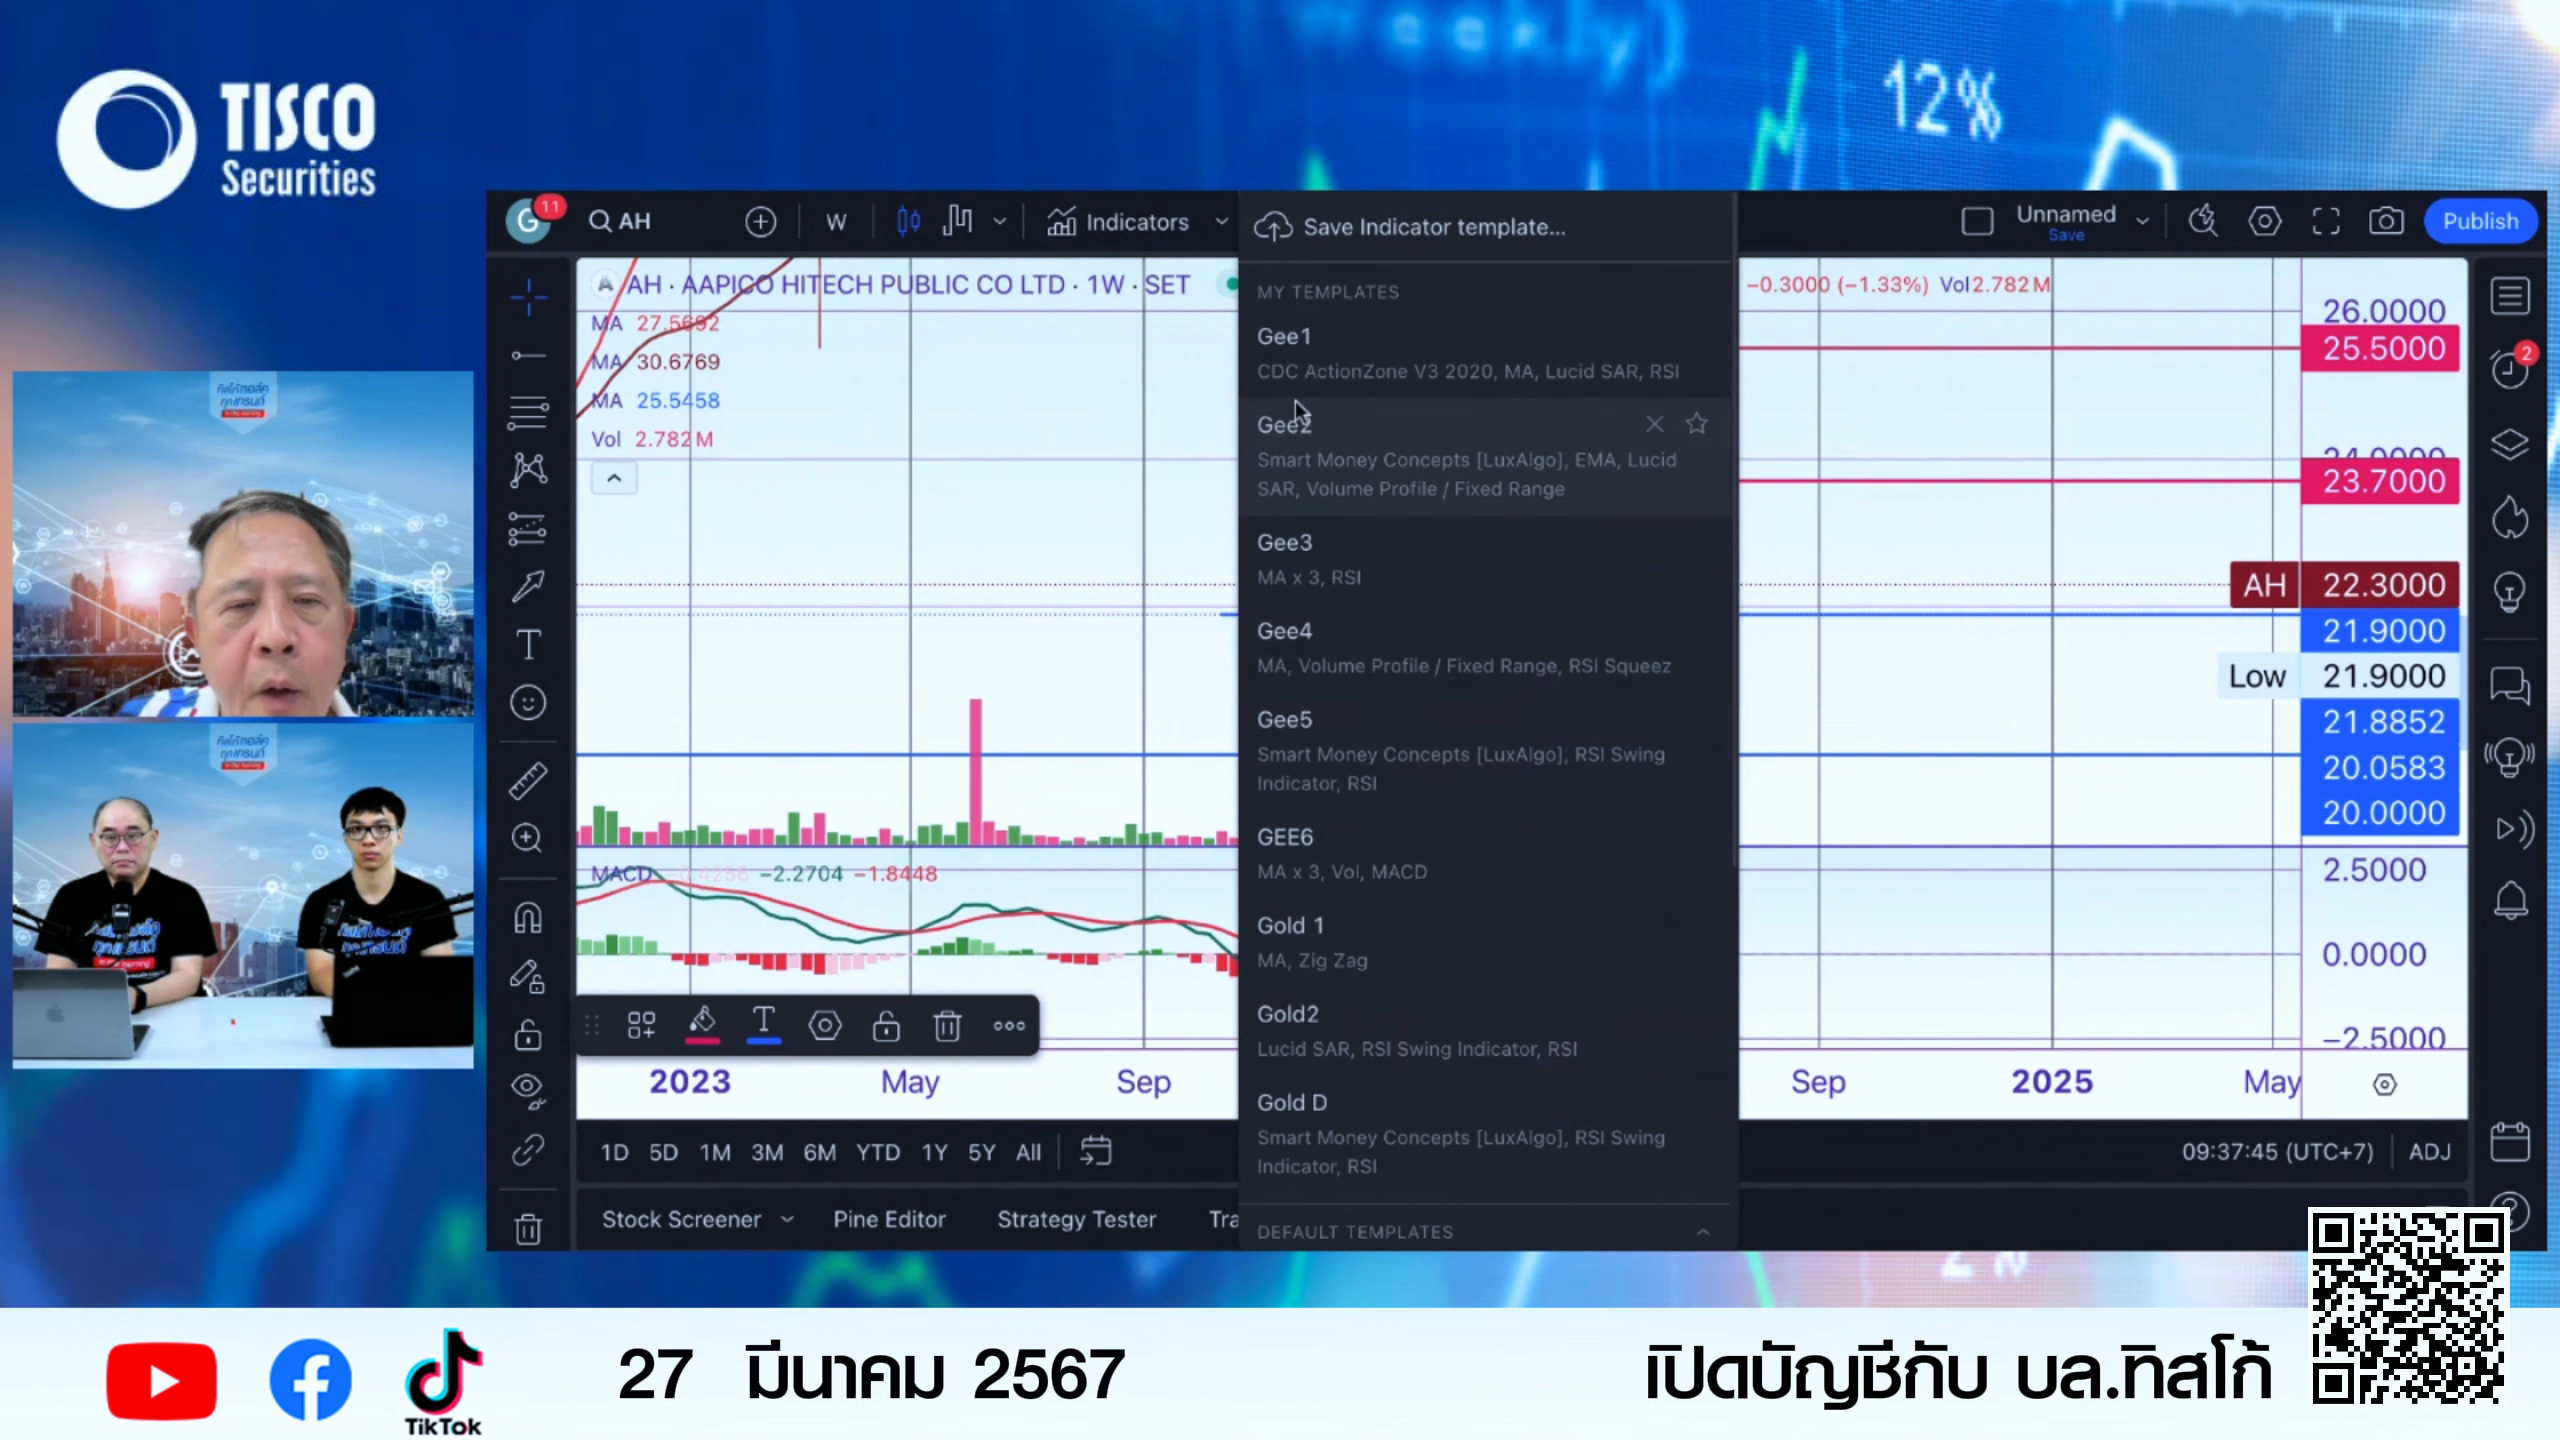 TISCO
Securities
12%
G
11
AH
W
Indicators
Save Indicator template...
Unnamed
Save
Publish
AH · AAPICO HITECH PUBLIC CO LTD · 1W · SET
−0.3000 (−1.33%) Vol 2.782 M
MA 27.5692
MA 30.6769
MA 25.5458
Vol 2.782 M
MY TEMPLATES
Gee1
CDC ActionZone V3 2020, MA, Lucid SAR, RSI
Gee2
Smart Money Concepts [LuxAlgo], EMA, Lucid
SAR, Volume Profile / Fixed Range
Gee3
MA x 3, RSI
Gee4
MA, Volume Profile / Fixed Range, RSI Squeez
Gee5
Smart Money Concepts [LuxAlgo], RSI Swing
Indicator, RSI
GEE6
MA x 3, Vol, MACD
Gold 1
MA, Zig Zag
Gold2
Lucid SAR, RSI Swing Indicator, RSI
Gold D
Smart Money Concepts [LuxAlgo], RSI Swing
Indicator, RSI
DEFAULT TEMPLATES
26.0000
25.5000
24.0000
23.7000
AH 22.3000
21.9000
Low 21.9000
21.8852
20.0583
20.0000
2.5000
0.0000
−2.5000
2
MACD −2.2704 −1.8448
2023 May Sep
Sep 2025 May
1D 5D 1M 3M 6M YTD 1Y 5Y All
09:37:45 (UTC+7) ADJ
Stock Screener Pine Editor Strategy Tester Tra
TikTok
27 มีนาคม 2567
เปิดบัญชีกับ บล.ทิสโก้